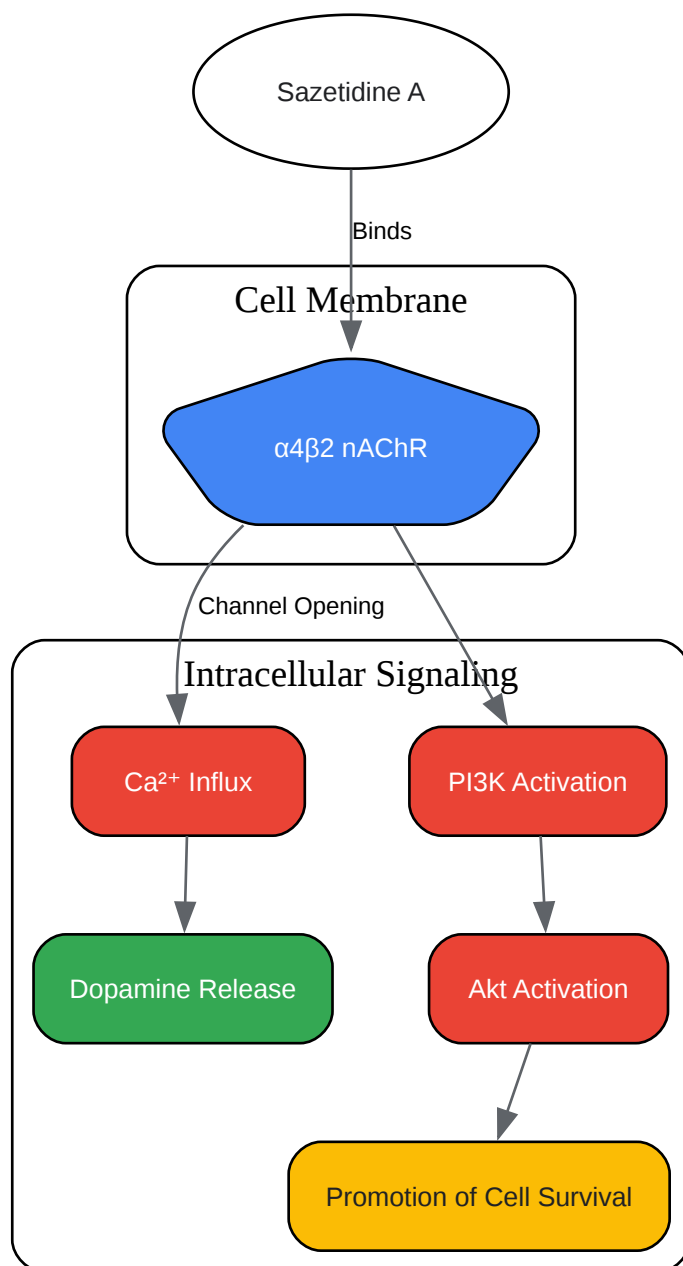 Sazetidine A
Binds
Cell Membrane
α4β2 nAChR
Channel Opening
Intracellular Signaling
Ca²⁺ Influx
PI3K Activation
Dopamine Release
Akt Activation
Promotion of Cell Survival